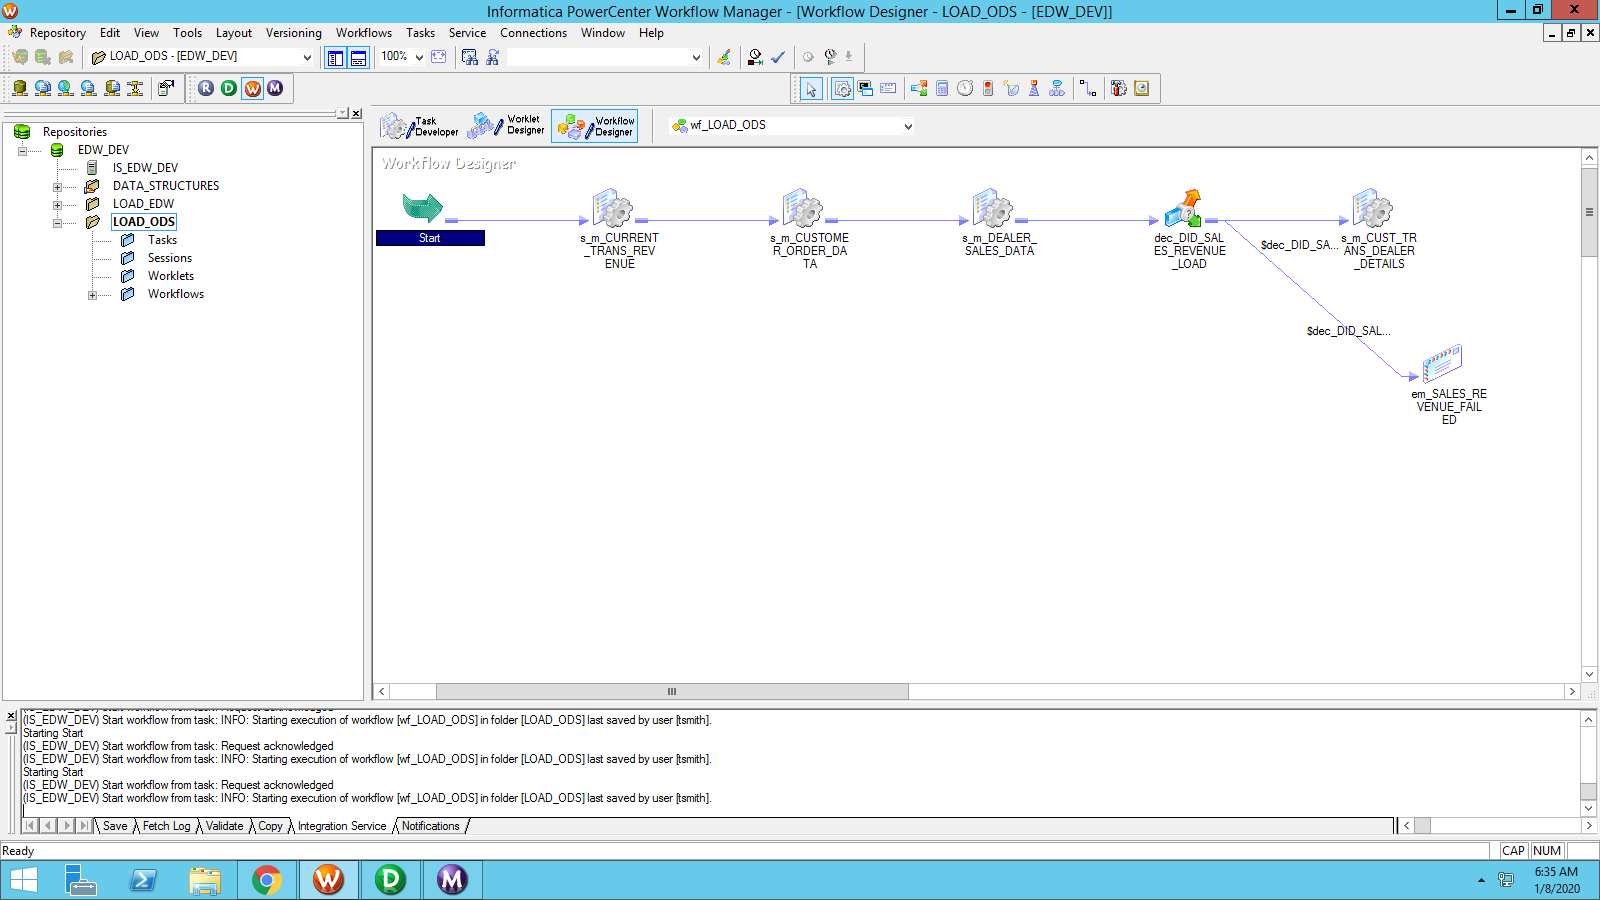 Informatica PowerCenter Workflow Manager - [Workflow Designer - LOAD_ODS - [EDW_DEV]]
Repository Edit View Tools Layout Versioning Workflows Tasks Service Connections Window Help
LOAD_ODS - [EDW_DEV]
100%
R D W M
Task Developer
Worklet Designer
Workflow Designer
wf_LOAD_ODS
Repositories
EDW_DEV
IS_EDW_DEV
DATA_STRUCTURES
LOAD_EDW
LOAD_ODS
Tasks
Sessions
Worklets
Workflows
Workflow Designer
Start
s_m_CURRENT
_TRANS_REV
ENUE
s_m_CUSTOME
R_ORDER_DA
TA
s_m_DEALER_
SALES_DATA
dec_DID_SAL
ES_REVENUE
_LOAD
$dec_DID_SA...
s_m_CUST_TR
ANS_DEALER
_DETAILS
$dec_DID_SAL...
em_SALES_RE
VENUE_FAIL
ED
(IS_EDW_DEV) Start workflow from task: INFO: Starting execution of workflow [wf_LOAD_ODS] in folder [LOAD_ODS] last saved by user [tsmith].
Starting Start
(IS_EDW_DEV) Start workflow from task: Request acknowledged
(IS_EDW_DEV) Start workflow from task: INFO: Starting execution of workflow [wf_LOAD_ODS] in folder [LOAD_ODS] last saved by user [tsmith].
Starting Start
(IS_EDW_DEV) Start workflow from task: Request acknowledged
(IS_EDW_DEV) Start workflow from task: INFO: Starting execution of workflow [wf_LOAD_ODS] in folder [LOAD_ODS] last saved by user [tsmith].
Save Fetch Log Validate Copy Integration Service Notifications
Ready
CAP NUM
W D M
6:35 AM
1/8/2020